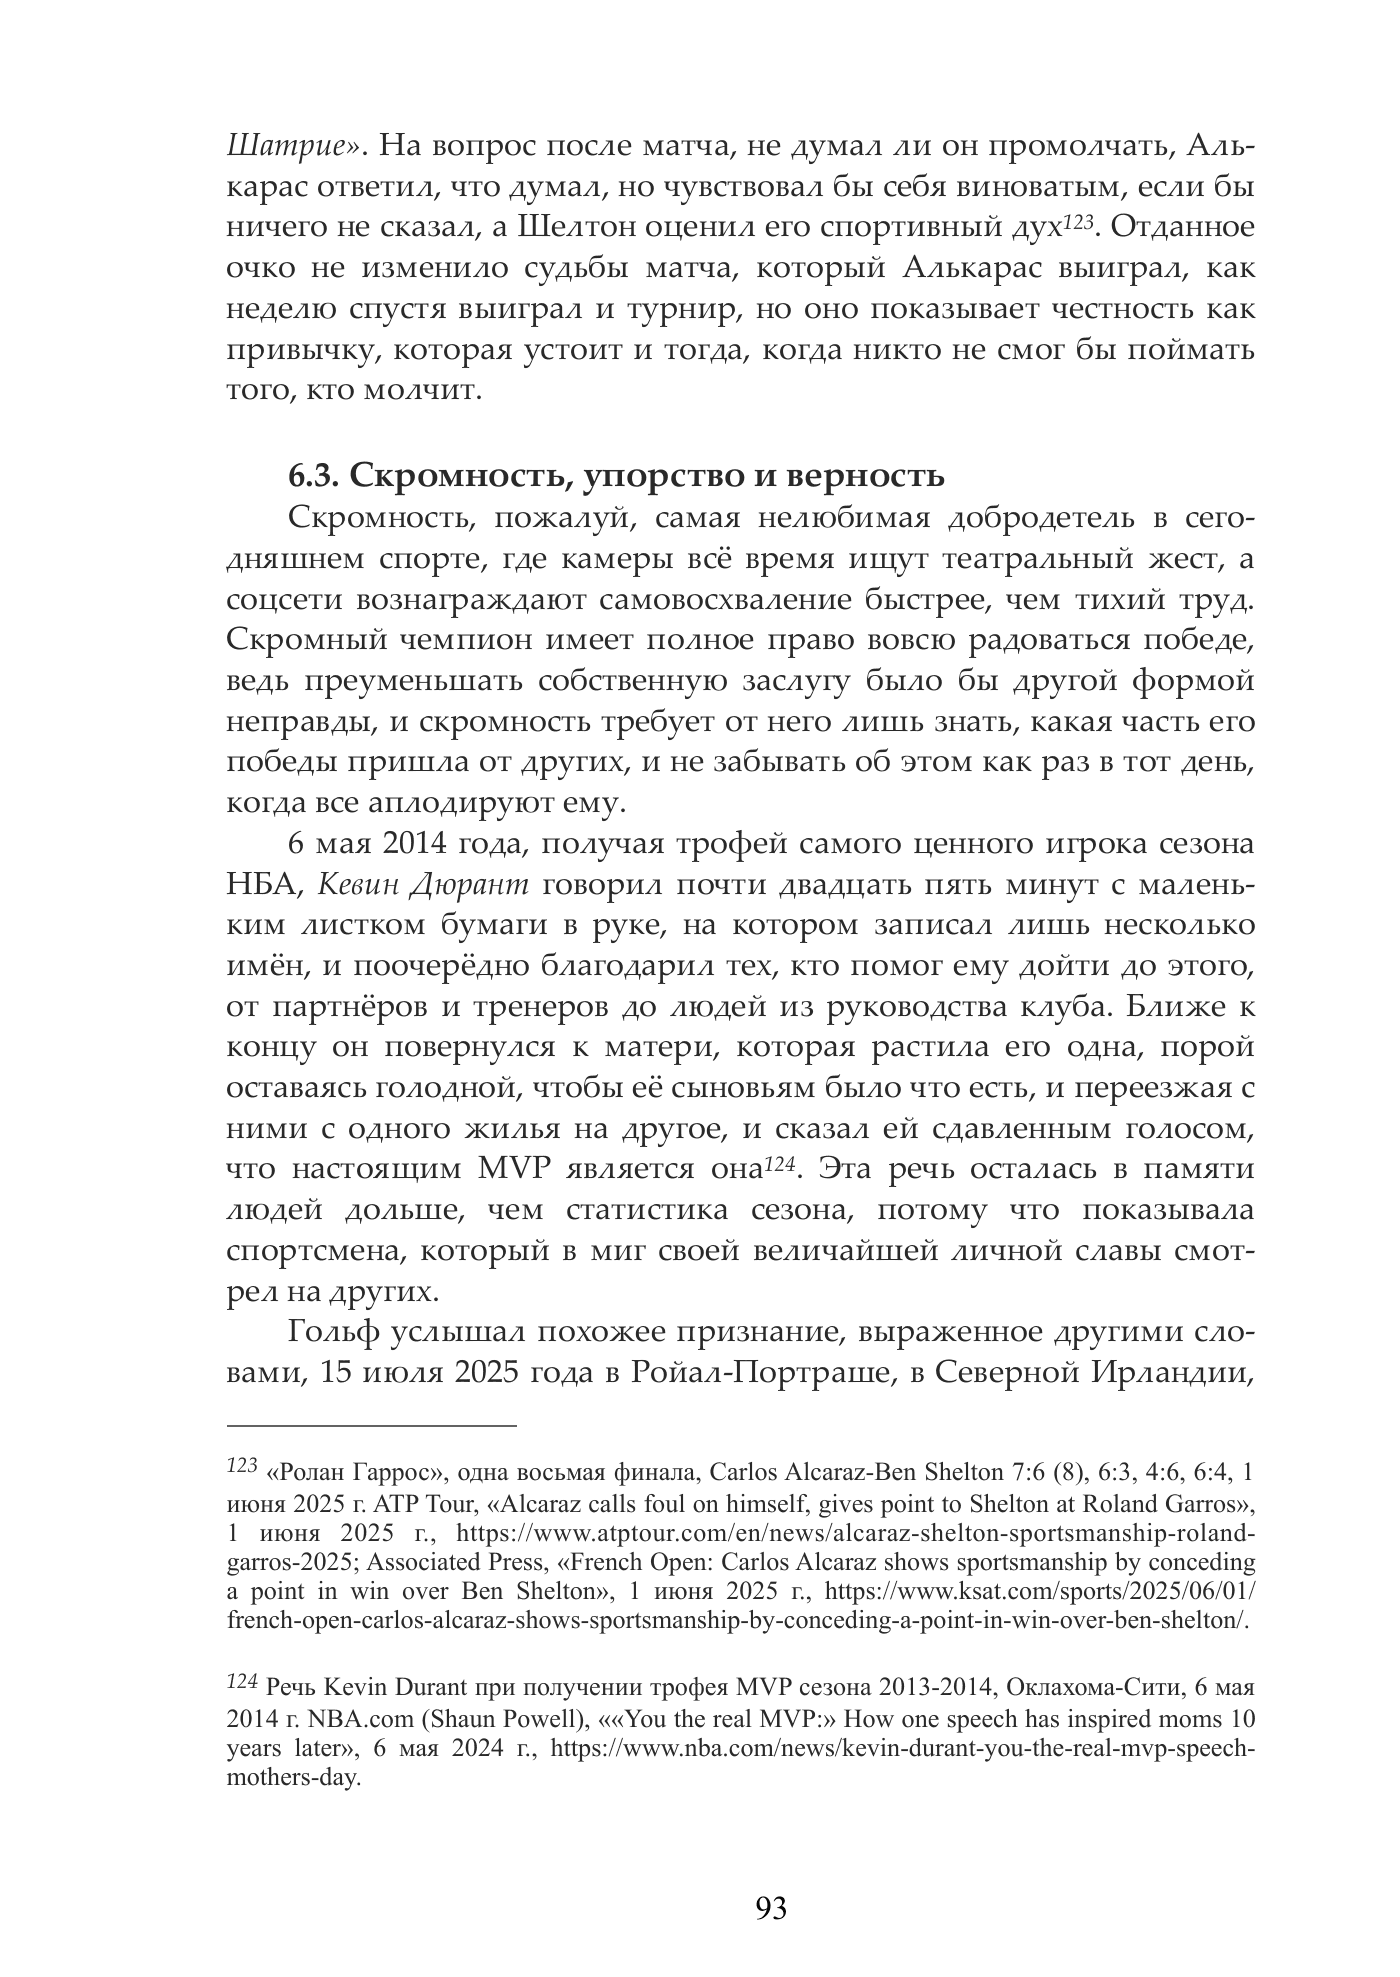 Шатрие». На вопрос после матча, не думал ли он промолчать, Аль-
карас ответил, что думал, но чувствовал бы себя виноватым, если бы
ничего не сказал, а Шелтон оценил его спортивный дух123. Отданное
очко не изменило судьбы матча, который Алькарас выиграл, как
неделю спустя выиграл и турнир, но оно показывает честность как
привычку, которая устоит и тогда, когда никто не смог бы поймать
того, кто молчит.
6.3. Скромность, упорство и верность
Скромность, пожалуй, самая нелюбимая добродетель в сего-
дняшнем спорте, где камеры всё время ищут театральный жест, а
соцсети вознаграждают самовосхваление быстрее, чем тихий труд.
Скромный чемпион имеет полное право вовсю радоваться победе,
ведь преуменьшать собственную заслугу было бы другой формой
неправды, и скромность требует от него лишь знать, какая часть его
победы пришла от других, и не забывать об этом как раз в тот день,
когда все аплодируют ему.
6 мая 2014 года, получая трофей самого ценного игрока сезона
НБА, Кевин Дюрант говорил почти двадцать пять минут с малень-
ким листком бумаги в руке, на котором записал лишь несколько
имён, и поочерёдно благодарил тех, кто помог ему дойти до этого,
от партнёров и тренеров до людей из руководства клуба. Ближе к
концу он повернулся к матери, которая растила его одна, порой
оставаясь голодной, чтобы её сыновьям было что есть, и переезжая с
ними с одного жилья на другое, и сказал ей сдавленным голосом,
что настоящим MVP является она124. Эта речь осталась в памяти
людей дольше, чем статистика сезона, потому что показывала
спортсмена, который в миг своей величайшей личной славы смот-
рел на других.
Гольф услышал похожее признание, выраженное другими сло-
вами, 15 июля 2025 года в Ройал-Портраше, в Северной Ирландии,
123 «Ролан Гаррос», одна восьмая финала, Carlos Alcaraz-Ben Shelton 7:6 (8), 6:3, 4:6, 6:4, 1
июня 2025 г. ATP Tour, «Alcaraz calls foul on himself, gives point to Shelton at Roland Garros»,
1 июня 2025 г., https://www.atptour.com/en/news/alcaraz-shelton-sportsmanship-roland-
garros-2025; Associated Press, «French Open: Carlos Alcaraz shows sportsmanship by conceding
a point in win over Ben Shelton», 1 июня 2025 г., https://www.ksat.com/sports/2025/06/01/
french-open-carlos-alcaraz-shows-sportsmanship-by-conceding-a-point-in-win-over-ben-shelton/.
124 Речь Kevin Durant при получении трофея MVP сезона 2013-2014, Оклахома-Сити, 6 мая
2014 г. NBA.com (Shaun Powell), ««You the real MVP:» How one speech has inspired moms 10
years later», 6 мая 2024 г., https://www.nba.com/news/kevin-durant-you-the-real-mvp-speech-
mothers-day.
93